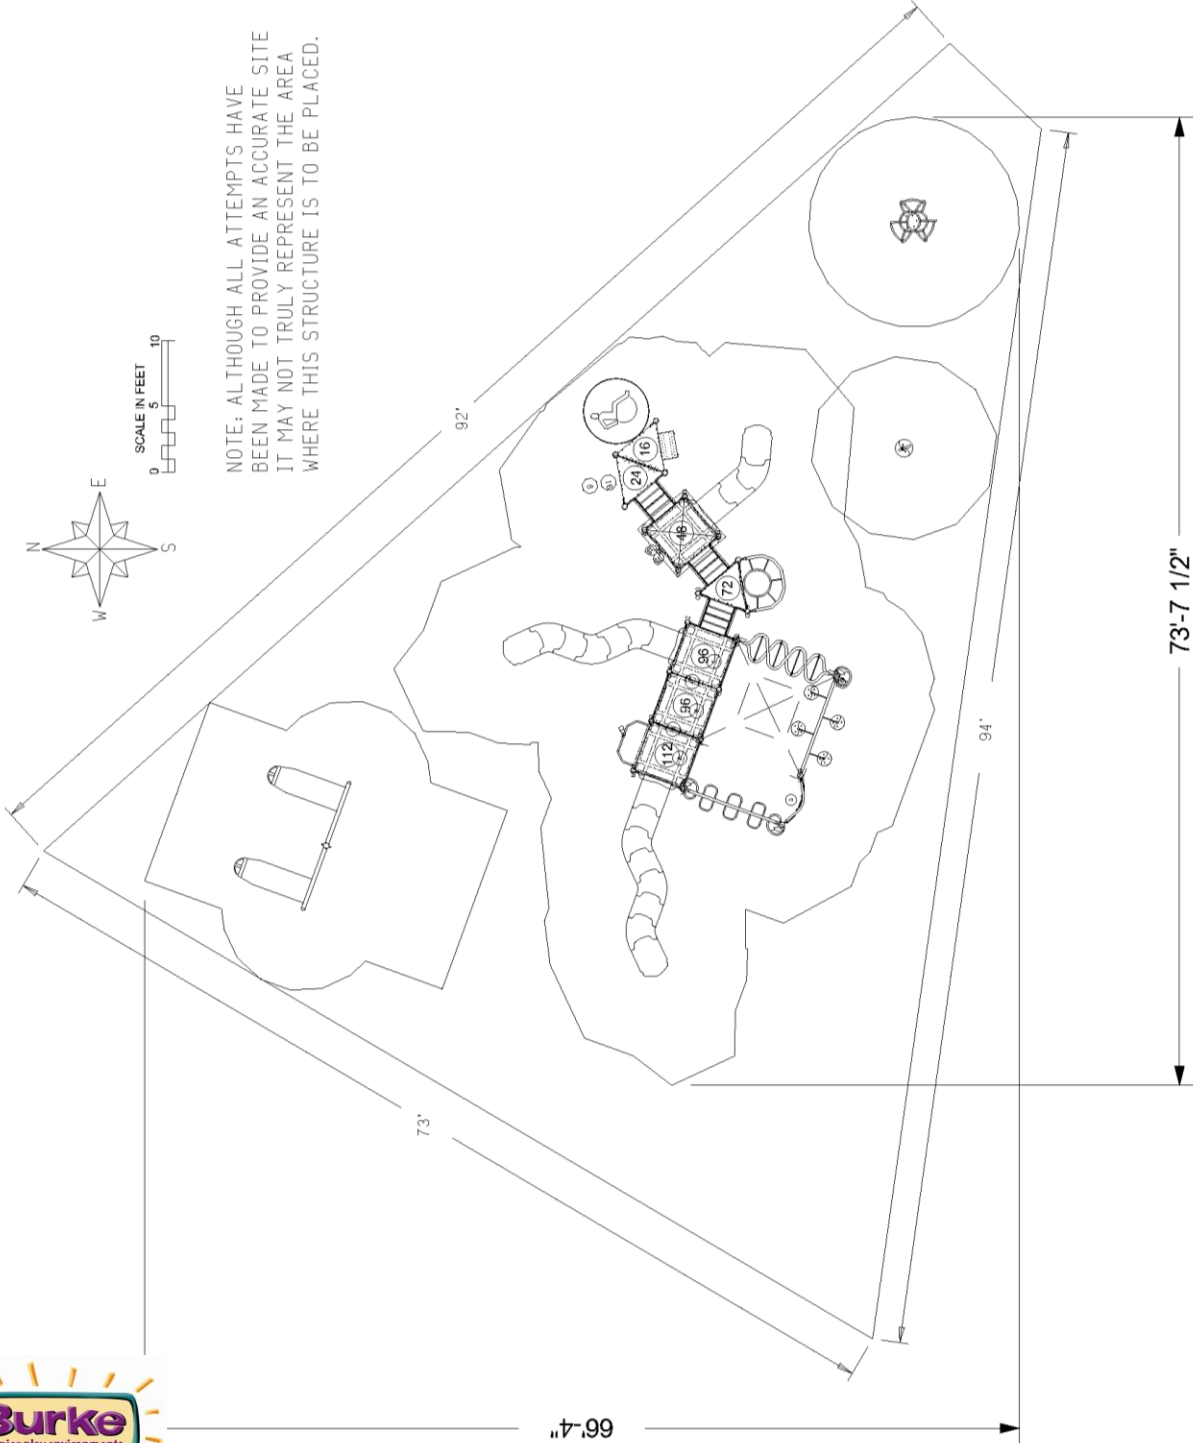 NOTE: ALTHOUGH ALL ATTEMPTS HAVE
BEEN MADE TO PROVIDE AN ACCURATE SITE
IT MAY NOT TRULY REPRESENT THE AREA
WHERE THIS STRUCTURE IS TO BE PLACED.
SCALE IN FEET
0 5 10
N
E
S
W
92'
94'
73'
73'-7 1/2"
66'-4"
16
24
48
72
96
96
112
Burke